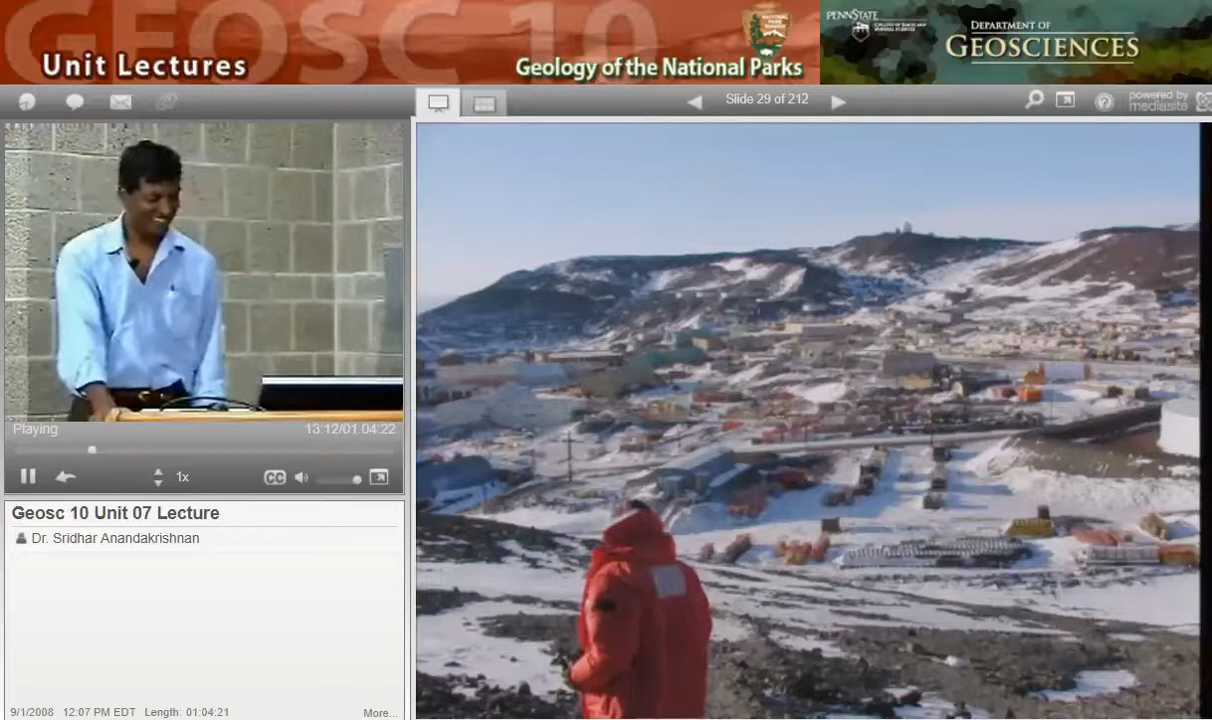 GEOSC 10
Unit Lectures
Geology of the National Parks
NATIONAL PARK
PENNSTATE
DEPARTMENT OF
GEOSCIENCES
Slide 29 of 212
powered by
mediasite
Playing
13:12/01:04:22
1x
CC
Geosc 10 Unit 07 Lecture
Dr. Sridhar Anandakrishnan
9/1/2008 12:07 PM EDT Length: 01:04:21
More...